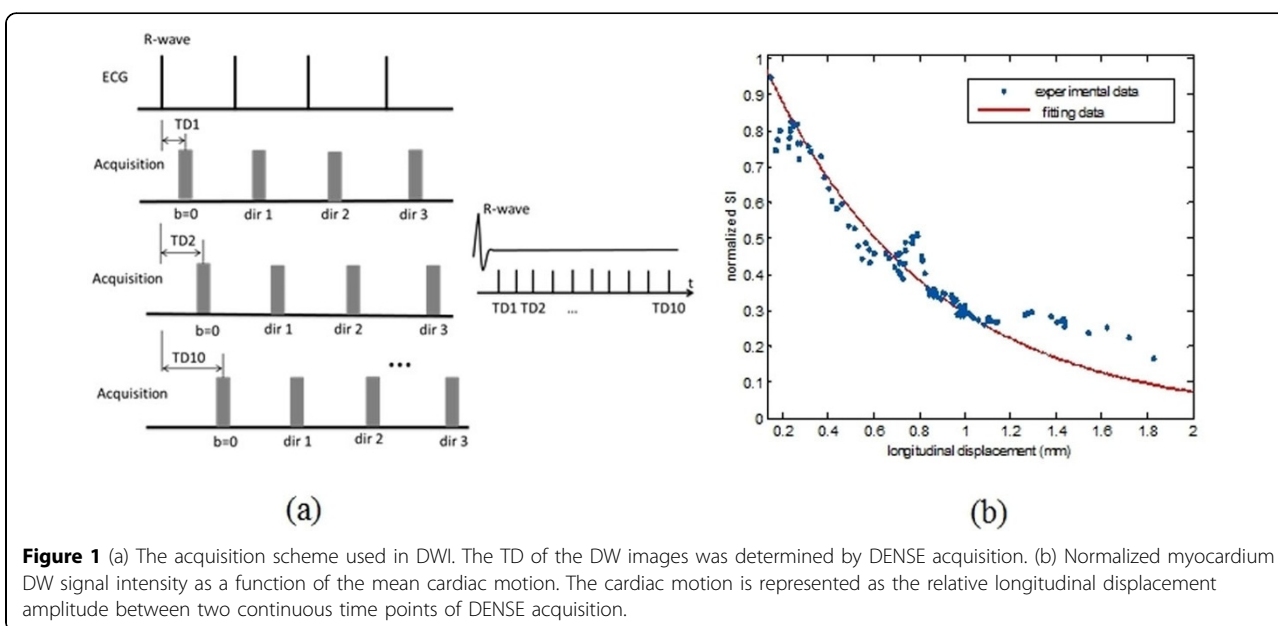 R-wave
ECG
TD1
Acquisition
b=0 dir 1 dir 2 dir 3
TD2
Acquisition
b=0 dir 1 dir 2 dir 3
TD10
...
Acquisition
b=0 dir 1 dir 2 dir 3
R-wave
t
TD1 TD2 ... TD10
(a)
1
0.9
0.8
0.7
0.6
0.5
0.4
0.3
0.2
0.1
0
normalized SI
experimental data
fitting data
0.2 0.4 0.6 0.8 1 1.2 1.4 1.6 1.8 2
longitudinal displacement (mm)
(b)
Figure 1 (a) The acquisition scheme used in DWI. The TD of the DW images was determined by DENSE acquisition. (b) Normalized myocardium
DW signal intensity as a function of the mean cardiac motion. The cardiac motion is represented as the relative longitudinal displacement
amplitude between two continuous time points of DENSE acquisition.